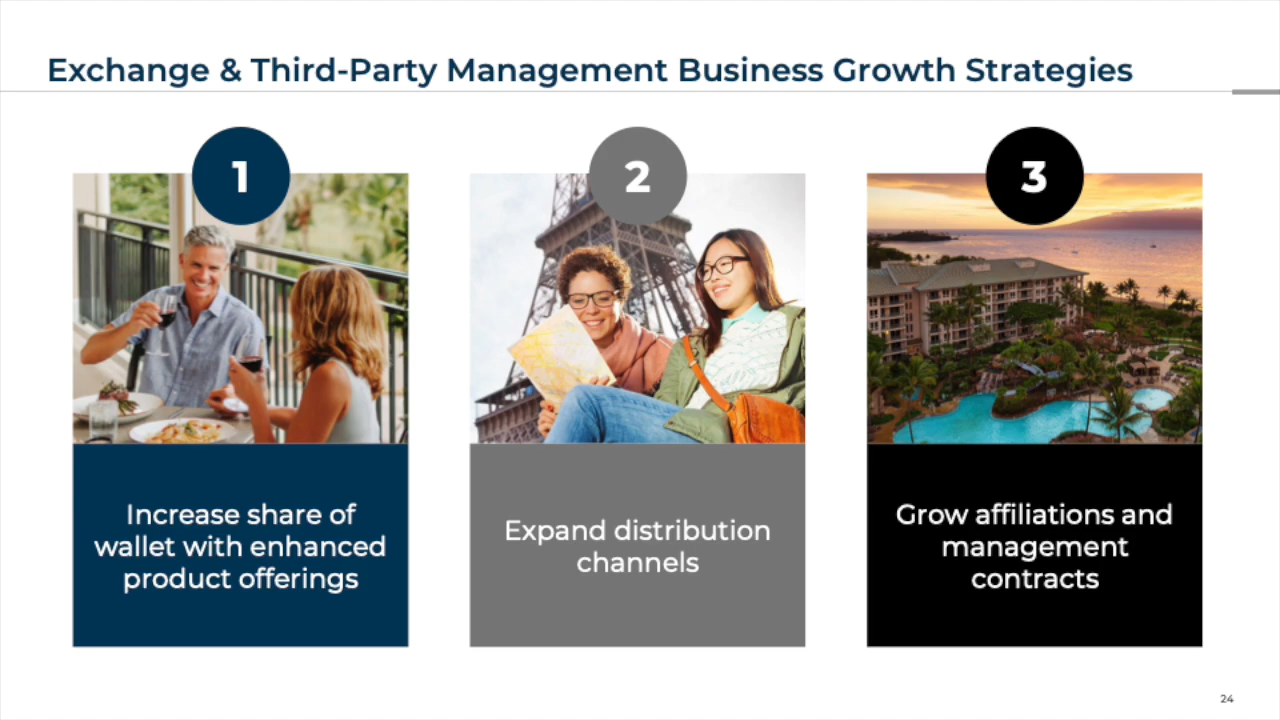 Exchange & Third-Party Management Business Growth Strategies
1
Increase share of
wallet with enhanced
product offerings
2
Expand distribution
channels
3
Grow affiliations and
management
contracts
24